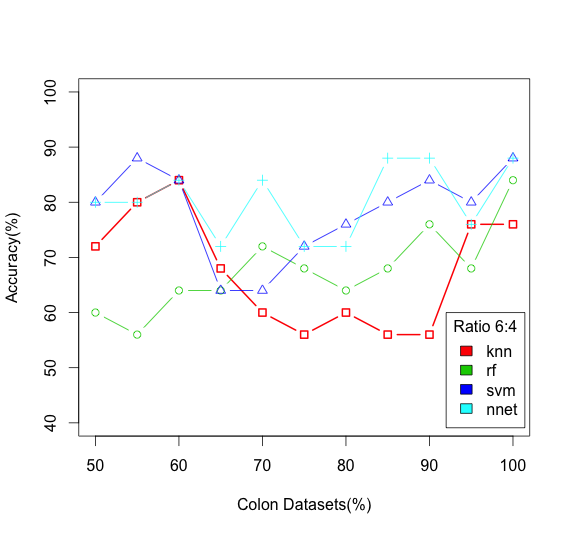 Accuracy(%)
100
90
80
70
60
50
40
50 60 70 80 90 100
Colon Datasets(%)
Ratio 6:4
knn
rf
svm
nnet